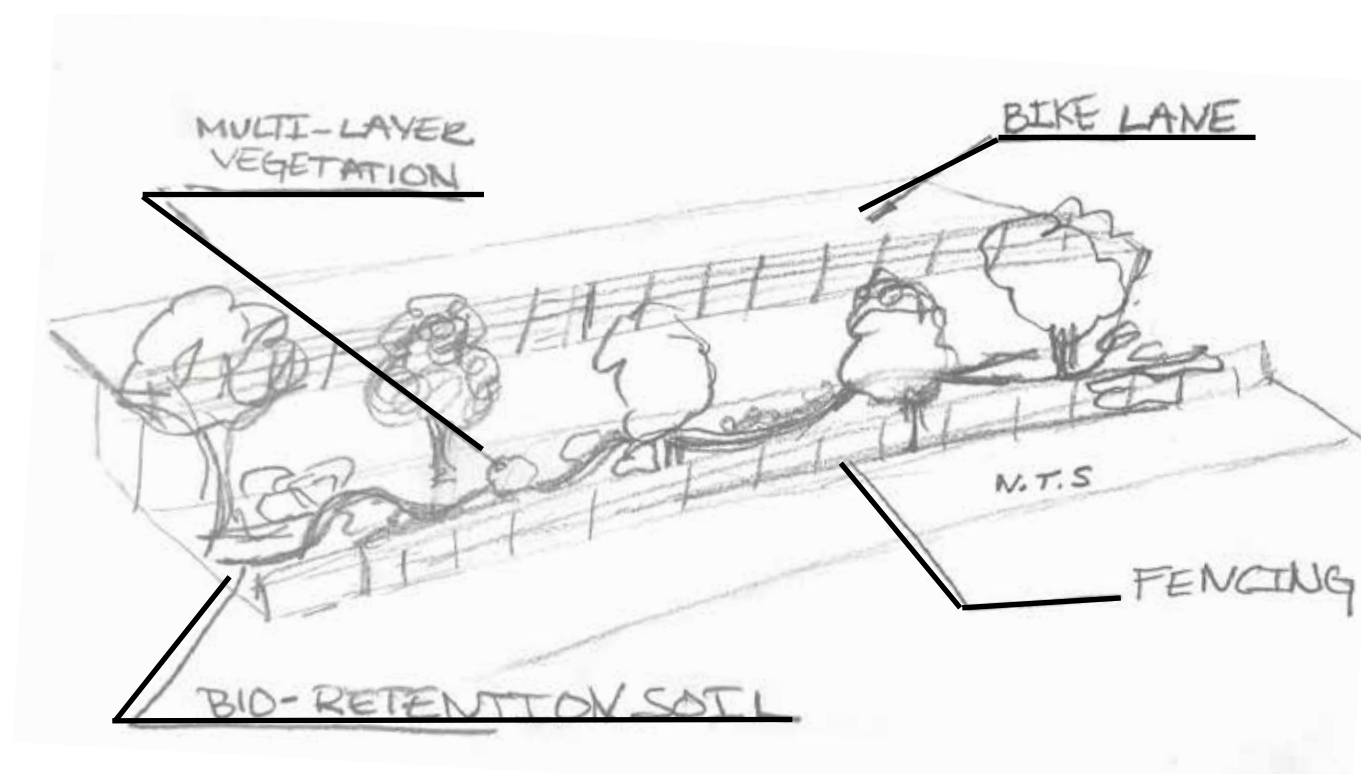 MULTI-LAYER
VEGETATION
BIKE LANE
N.T.S
FENCING
BIO-RETENTION SOIL